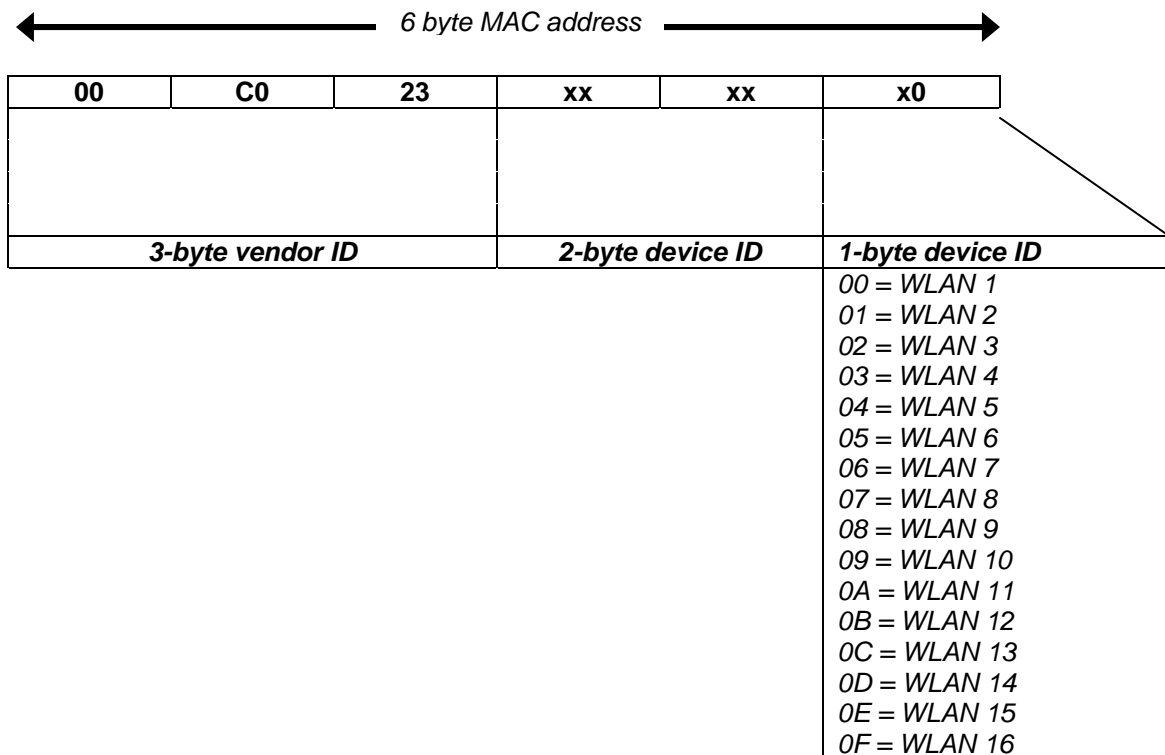 6 byte MAC address
00 C0 23 xx xx x0
3-byte vendor ID 2-byte device ID 1-byte device ID
00 = WLAN 1
01 = WLAN 2
02 = WLAN 3
03 = WLAN 4
04 = WLAN 5
05 = WLAN 6
06 = WLAN 7
07 = WLAN 8
08 = WLAN 9
09 = WLAN 10
0A = WLAN 11
0B = WLAN 12
0C = WLAN 13
0D = WLAN 14
0E = WLAN 15
0F = WLAN 16